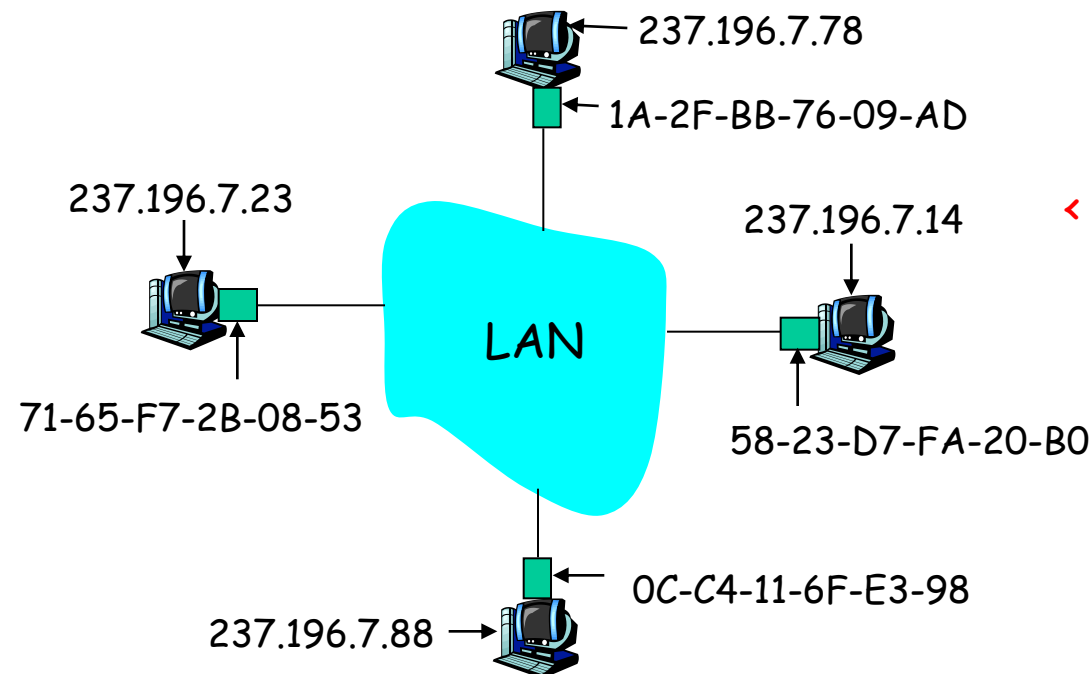 237.196.7.78
1A-2F-BB-76-09-AD
237.196.7.23
237.196.7.14
LAN
71-65-F7-2B-08-53
58-23-D7-FA-20-B0
0C-C4-11-6F-E3-98
237.196.7.88